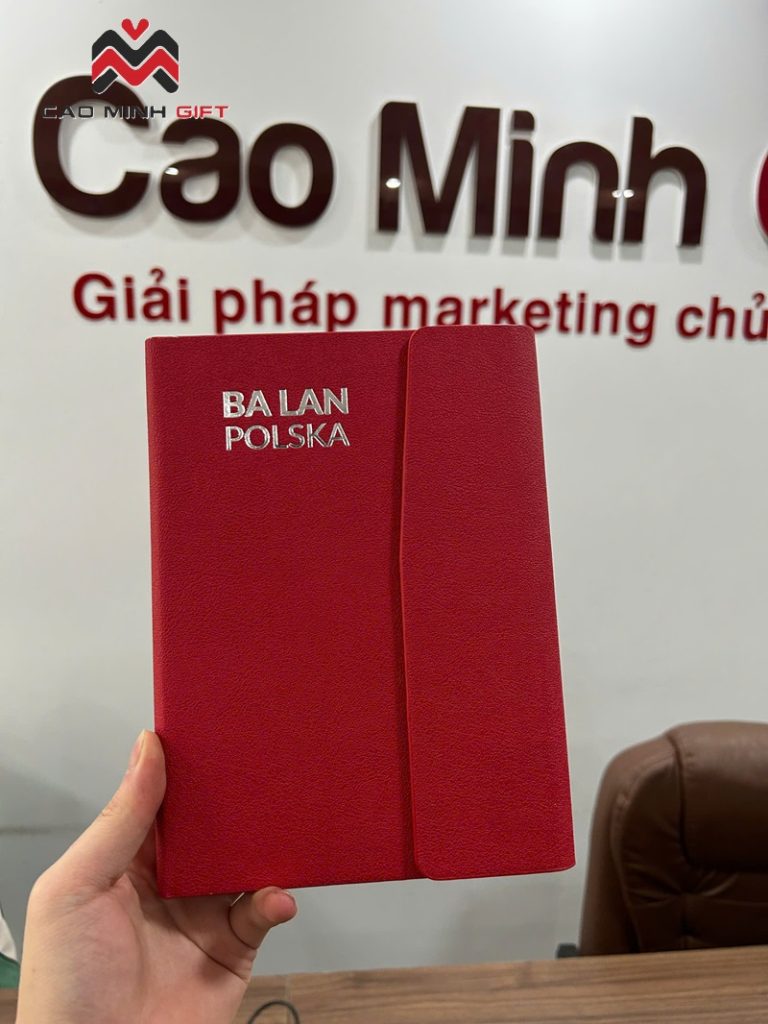 CAO MINH GIFT
Cao Minh
Giải pháp marketing chủ
BA LAN
POLSKA